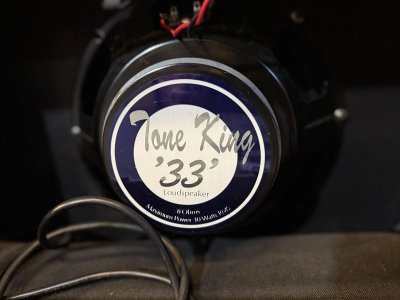 Tone King
'33'
Loudspeaker
8 Ohms
Maximum Power 30 Watts RMS